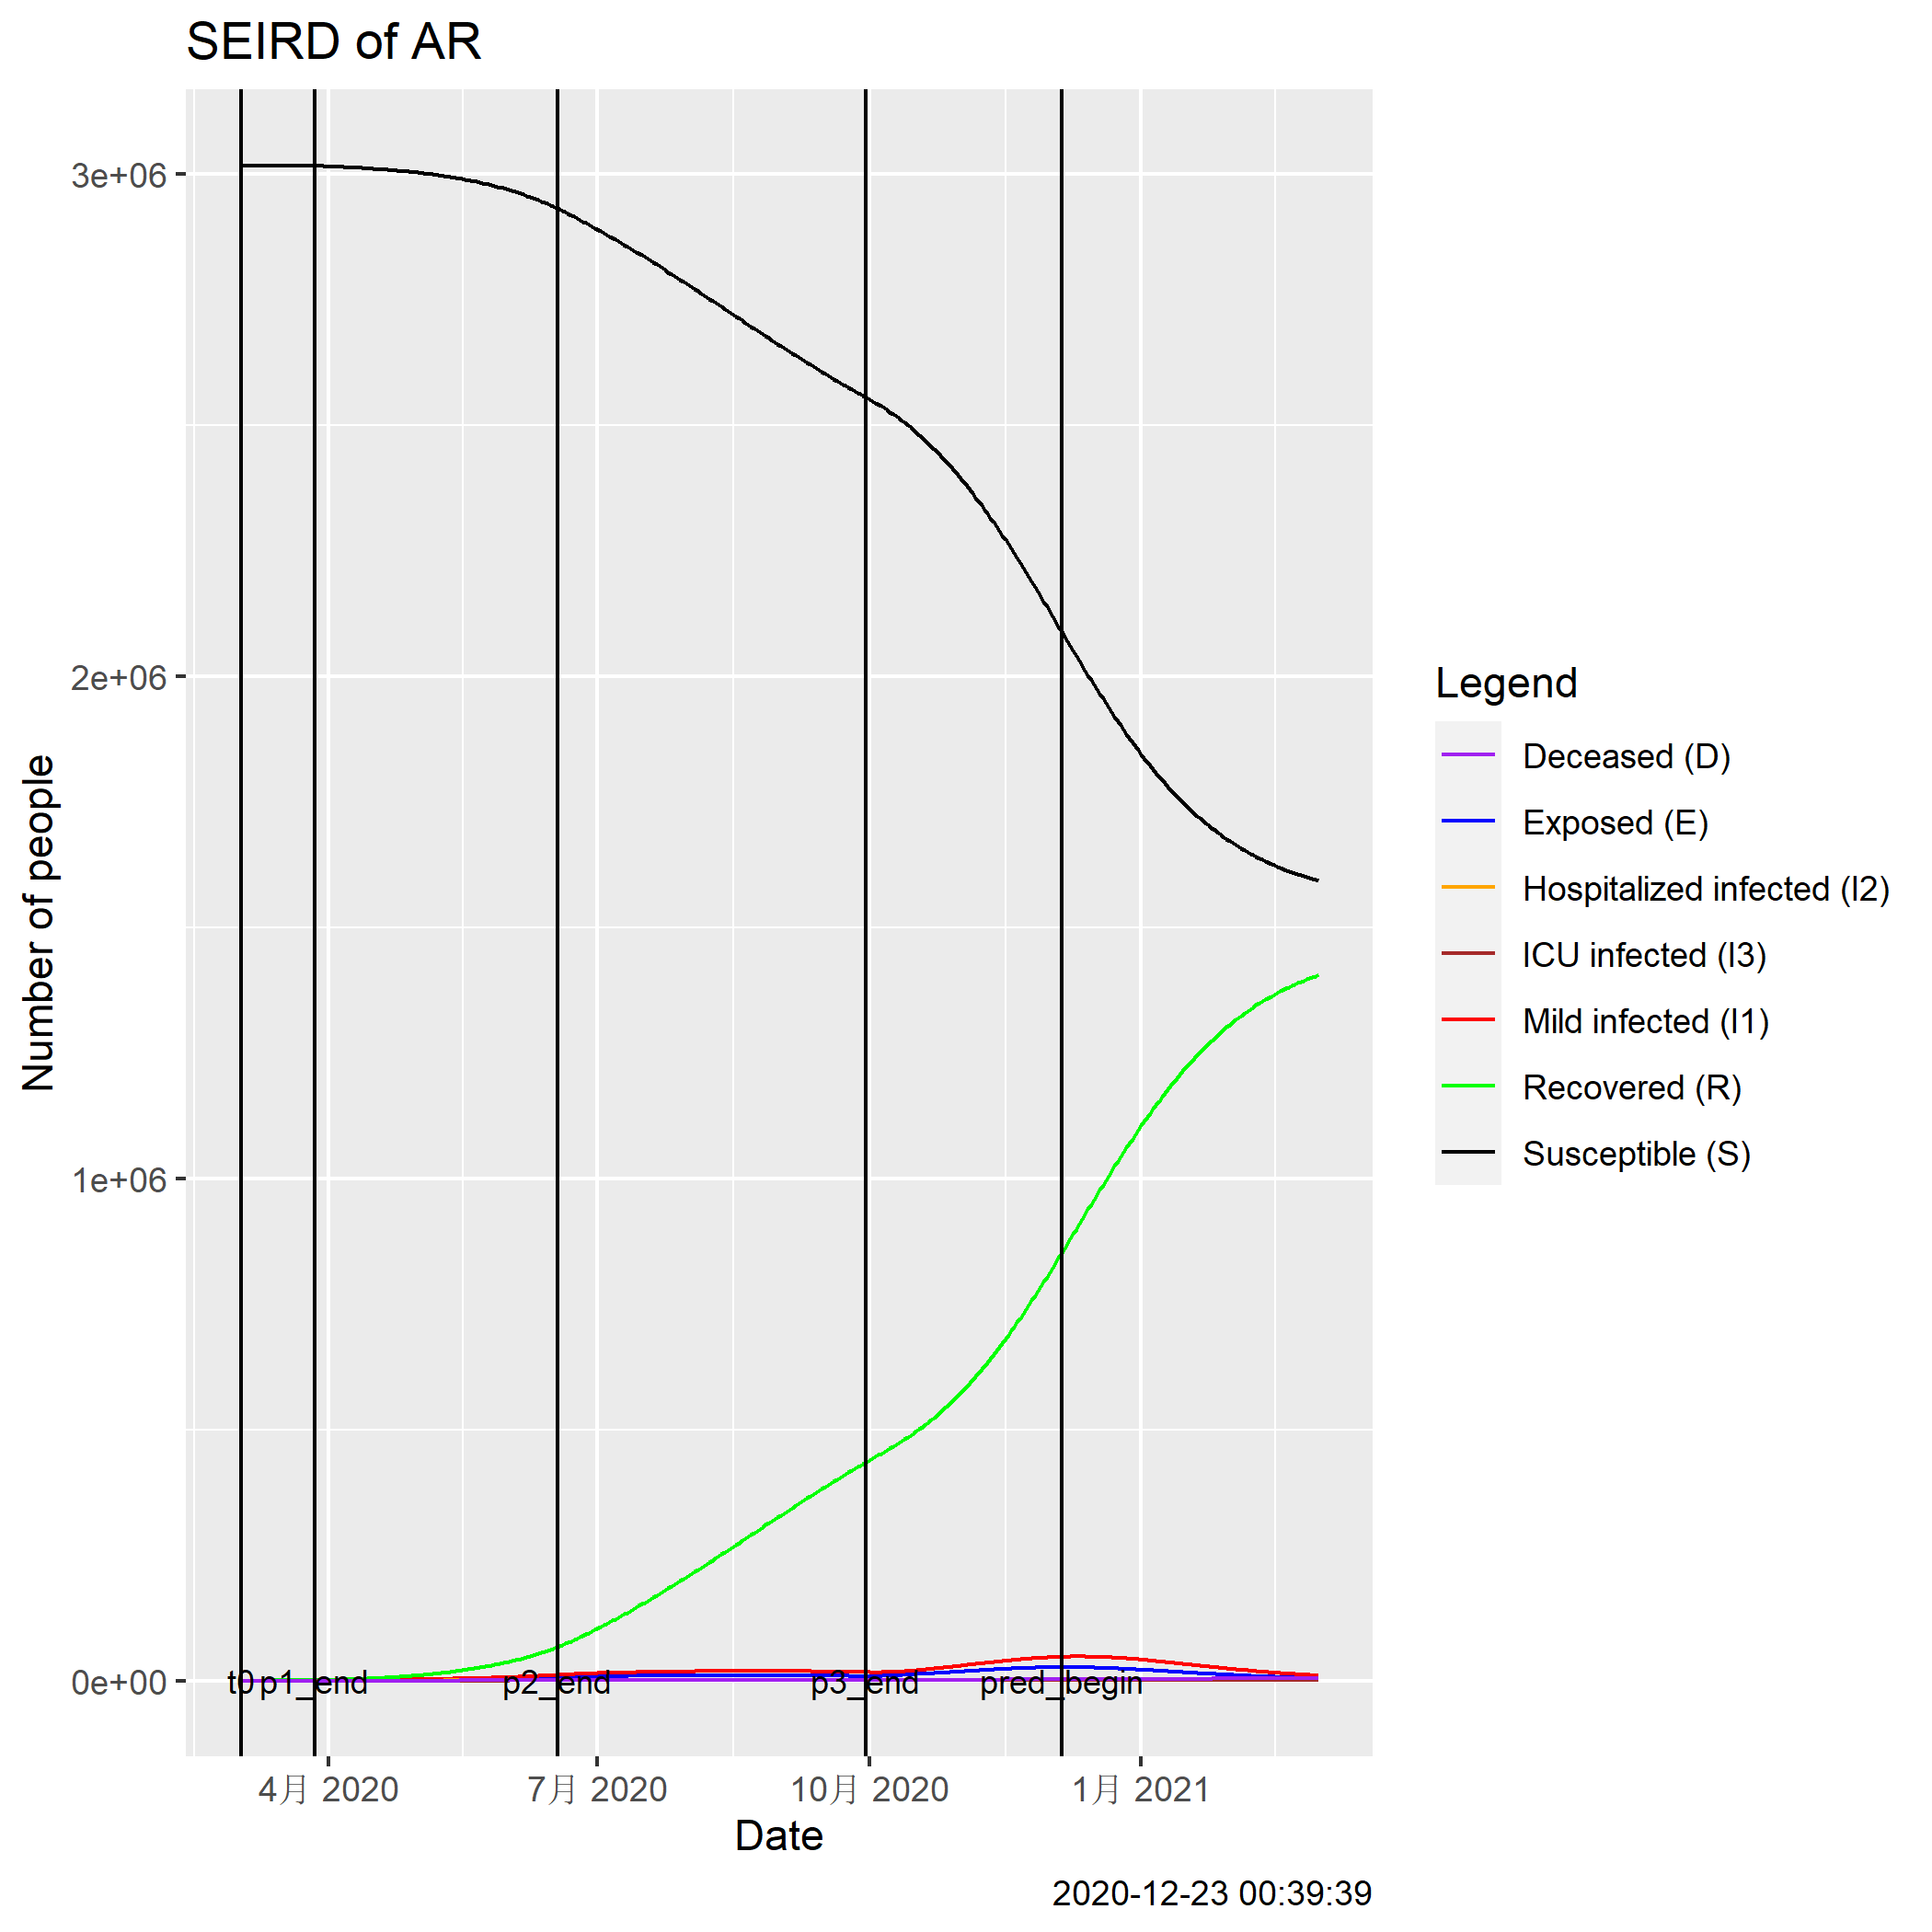 SEIRD of AR
Number of people
3e+06
2e+06
1e+06
0e+00
t0 p1_end p2_end p3_end pred_begin
4月 2020 7月 2020 10月 2020 1月 2021
Date
2020-12-23 00:39:39
Legend
Deceased (D)
Exposed (E)
Hospitalized infected (I2)
ICU infected (I3)
Mild infected (I1)
Recovered (R)
Susceptible (S)